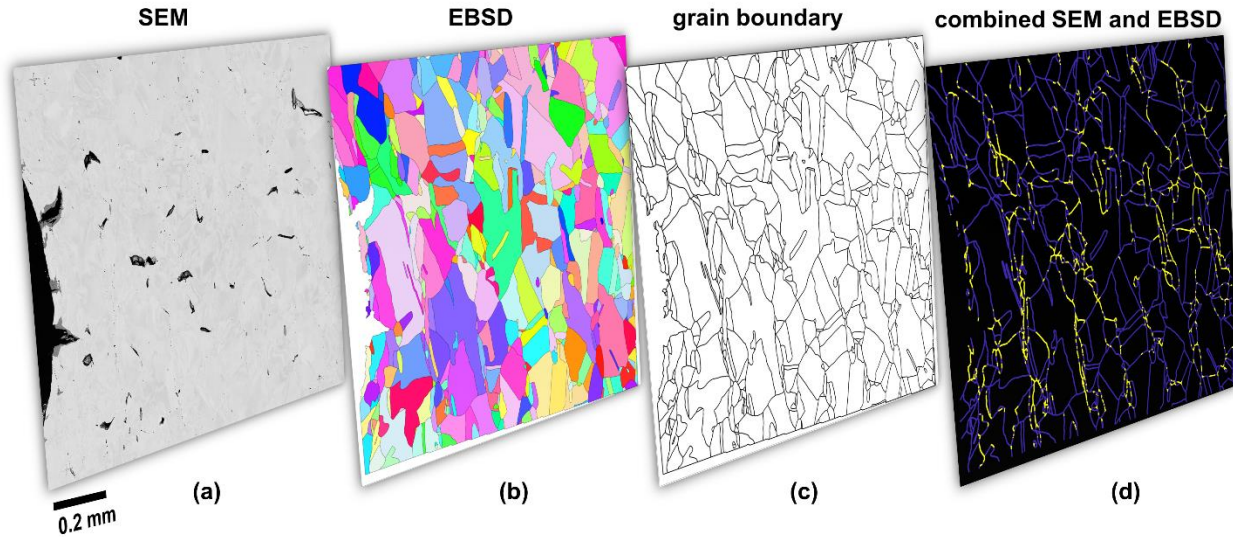 SEM
EBSD
grain boundary
combined SEM and EBSD
0.2 mm
(a)
(b)
(c)
(d)